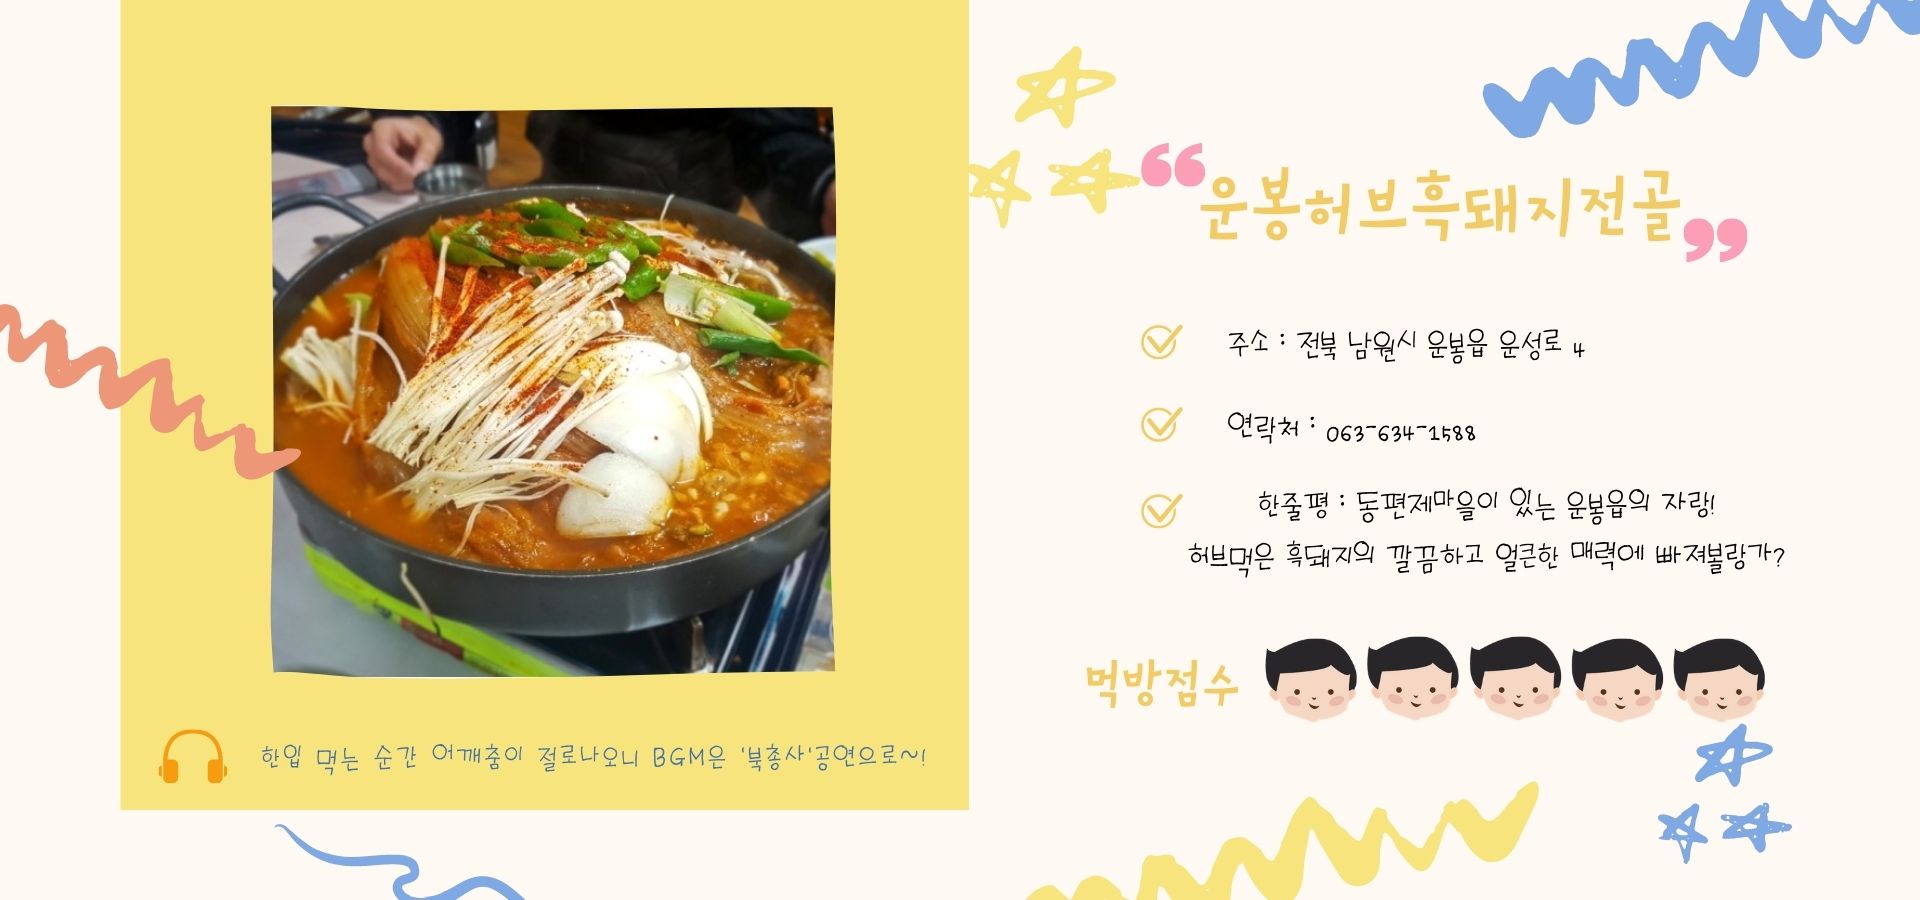 운봉허브흑돼지전골
주소 : 전북 남원시 운봉읍 운성로 4
연락처 : 063-634-1588
한줄평 : 동편제마을이 있는 운봉읍의 자랑!
허브먹은 흑돼지의 깔끔하고 얼큰한 매력에 빠져볼랑가?
먹방점수
한입 먹는 순간 어깨춤이 절로나오니 BGM은 '북총사'공연으로~!